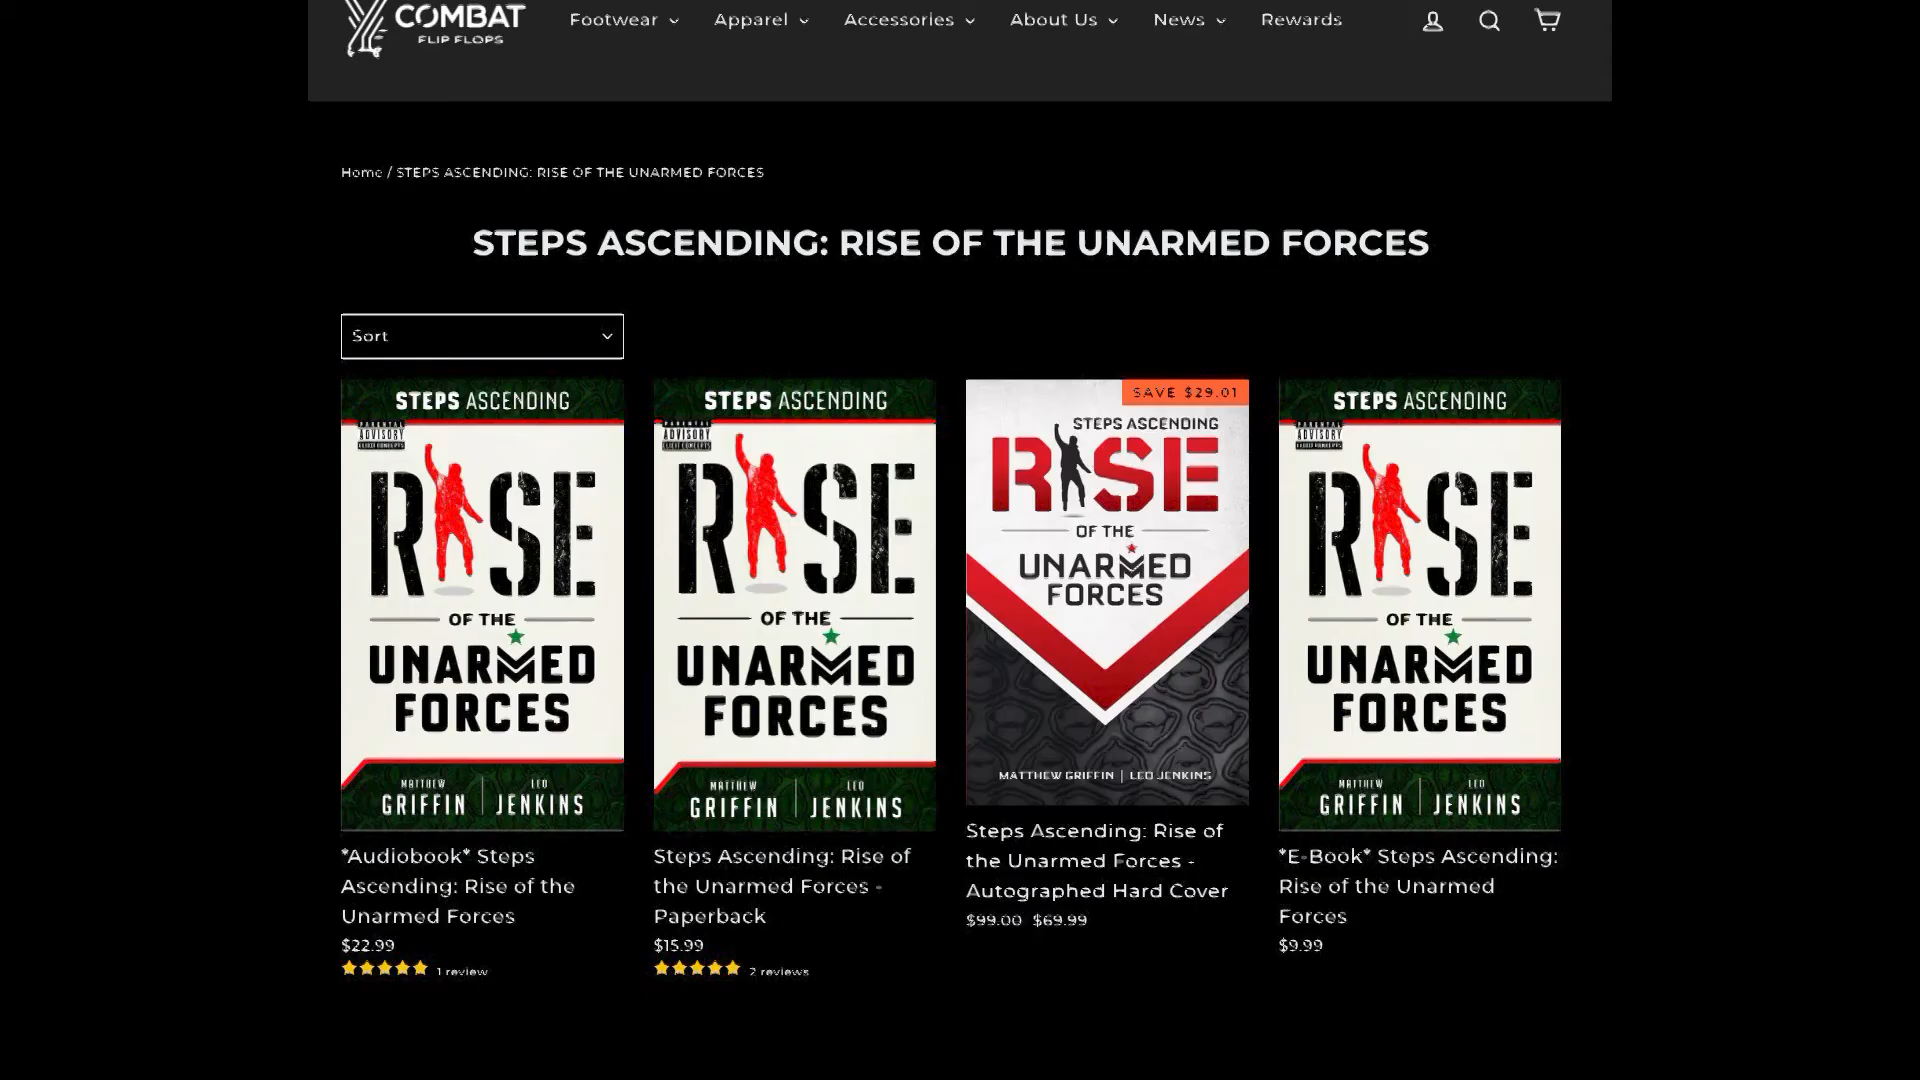 COMBAT
FLIP FLOPS
Footwear
Apparel
Accessories
About Us
News
Rewards
Home / STEPS ASCENDING: RISE OF THE UNARMED FORCES
STEPS ASCENDING: RISE OF THE UNARMED FORCES
Sort
STEPS ASCENDING
PARENTAL
ADVISORY
RISE
OF THE
UNARMED
FORCES
MATTHEW
GRIFFIN
LEO
JENKINS
*Audiobook* Steps
Ascending: Rise of the
Unarmed Forces
$22.99
1 review
STEPS ASCENDING
PARENTAL
ADVISORY
RISE
OF THE
UNARMED
FORCES
MATTHEW
GRIFFIN
LEO
JENKINS
Steps Ascending: Rise of
the Unarmed Forces -
Paperback
$15.99
2 reviews
SAVE $29.01
STEPS ASCENDING
RISE
OF THE
UNARMED
FORCES
MATTHEW GRIFFIN | LEO JENKINS
Steps Ascending: Rise of
the Unarmed Forces -
Autographed Hard Cover
$99.00 $69.99
STEPS ASCENDING
PARENTAL
ADVISORY
RISE
OF THE
UNARMED
FORCES
MATTHEW
GRIFFIN
LEO
JENKINS
*E-Book* Steps Ascending:
Rise of the Unarmed
Forces
$9.99